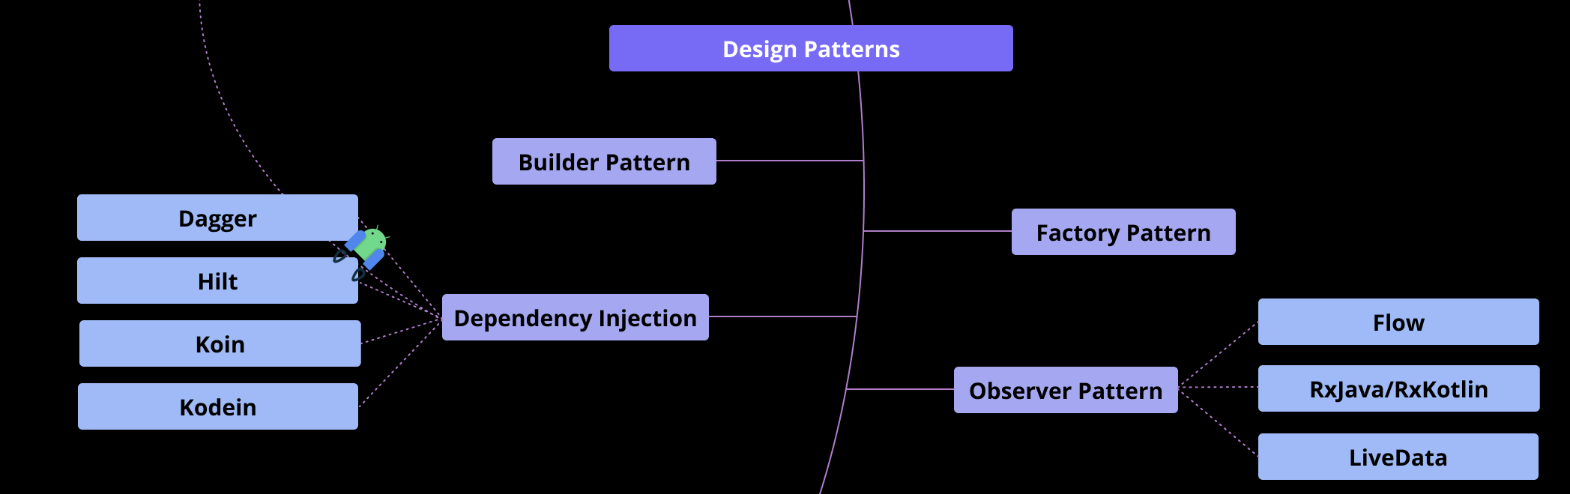 Design Patterns
Builder Pattern
Dagger
Factory Pattern
Hilt
Dependency Injection
Flow
Koin
Observer Pattern
RxJava/RxKotlin
Kodein
LiveData